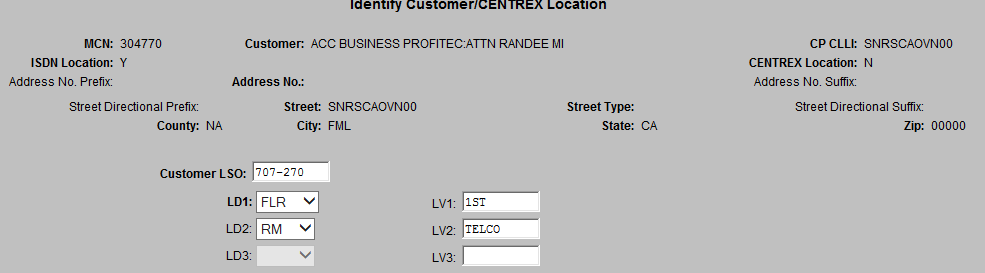 Identify Customer/CENTREX Location
MCN: 304770 Customer: ACC BUSINESS PROFITEC:ATTN RANDEE MI CP CLLI: SNRSCAOVN00
ISDN Location: Y CENTREX Location: N
Address No. Prefix: Address No.: Address No. Suffix:
Street Directional Prefix: Street: SNRSCAOVN00 Street Type: Street Directional Suffix:
County: NA City: FML State: CA Zip: 00000
Customer LSO: 707-270
LD1: FLR LV1: 1ST
LD2: RM LV2: TELCO
LD3: LV3: